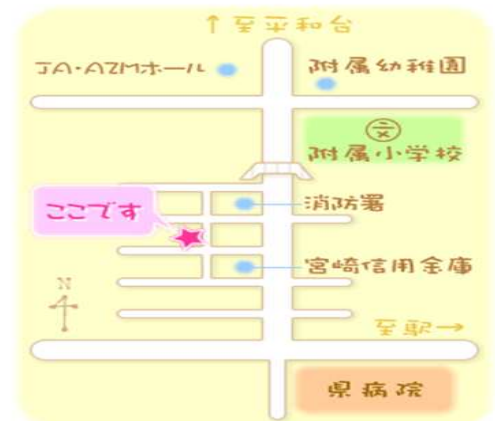 ↑至平和台
JA・AZMホール
附属幼稚園
文
附属小学校
消防署
ここです
宮崎信用金庫
N
至駅→
県病院